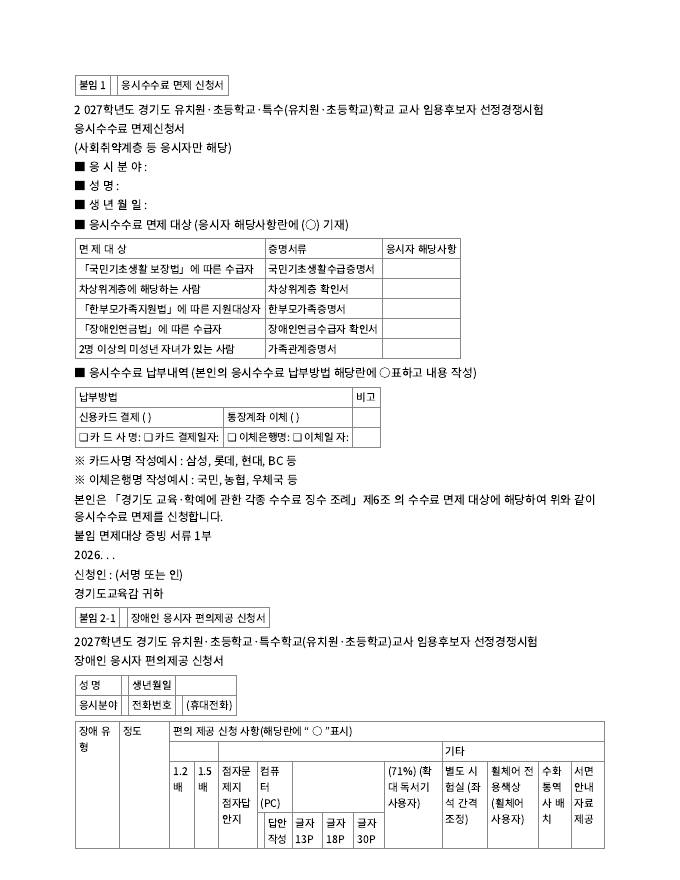 붙임 1 응시수수료 면제 신청서
2 027학년도 경기도 유치원·초등학교·특수(유치원·초등학교)학교 교사 임용후보자 선정경쟁시험
응시수수료 면제신청서
(사회취약계층 등 응시자만 해당)
■ 응 시 분 야 :
■ 성 명 :
■ 생 년 월 일 :
■ 응시수수료 면제 대상 (응시자 해당사항란에 (○) 기재)
면 제 대 상 증명서류 응시자 해당사항
「국민기초생활 보장법」에 따른 수급자 국민기초생활수급증명서
차상위계층에 해당하는 사람 차상위계층 확인서
「한부모가족지원법」에 따른 지원대상자 한부모가족증명서
「장애인연금법」에 따른 수급자 장애인연금수급자 확인서
2명 이상의 미성년 자녀가 있는 사람 가족관계증명서
■ 응시수수료 납부내역 (본인의 응시수수료 납부방법 해당란에 ○표하고 내용 작성)
납부방법 비고
신용카드 결제 ( ) 통장계좌 이체 ( )
❏ 카 드 사 명: ❏ 카드 결제일자: ❏ 이체은행명: ❏ 이체일 자:
※ 카드사명 작성예시 : 삼성, 롯데, 현대, BC 등
※ 이체은행명 작성예시 : 국민, 농협, 우체국 등
본인은 「경기도 교육·학예에 관한 각종 수수료 징수 조례」제6조 의 수수료 면제 대상에 해당하여 위와 같이
응시수수료 면제를 신청합니다.
붙임 면제대상 증빙 서류 1부
2026. . .
신청인 : (서명 또는 인)
경기도교육감 귀하
붙임 2-1 장애인 응시자 편의제공 신청서
2027학년도 경기도 유치원·초등학교·특수학교(유치원·초등학교)교사 임용후보자 선정경쟁시험
장애인 응시자 편의제공 신청서
성 명 생년월일
응시분야 전화번호 (휴대전화)
장애 유 정도 편의 제공 신청 사항(해당란에 “ ○ ”표시)
형
기타
1.2 1.5 점자문 컴퓨 (71%) (확 별도 시 휠체어 전 수화 서면
배 배 제지 터 대 독서기 험실 (좌 용책상 통역 안내
점자답 (PC) 사용자) 석 간격 (휠체어 사 배 자료
안지 조정) 사용자) 치 제공
답안 글자 글자 글자
작성 13P 18P 30P